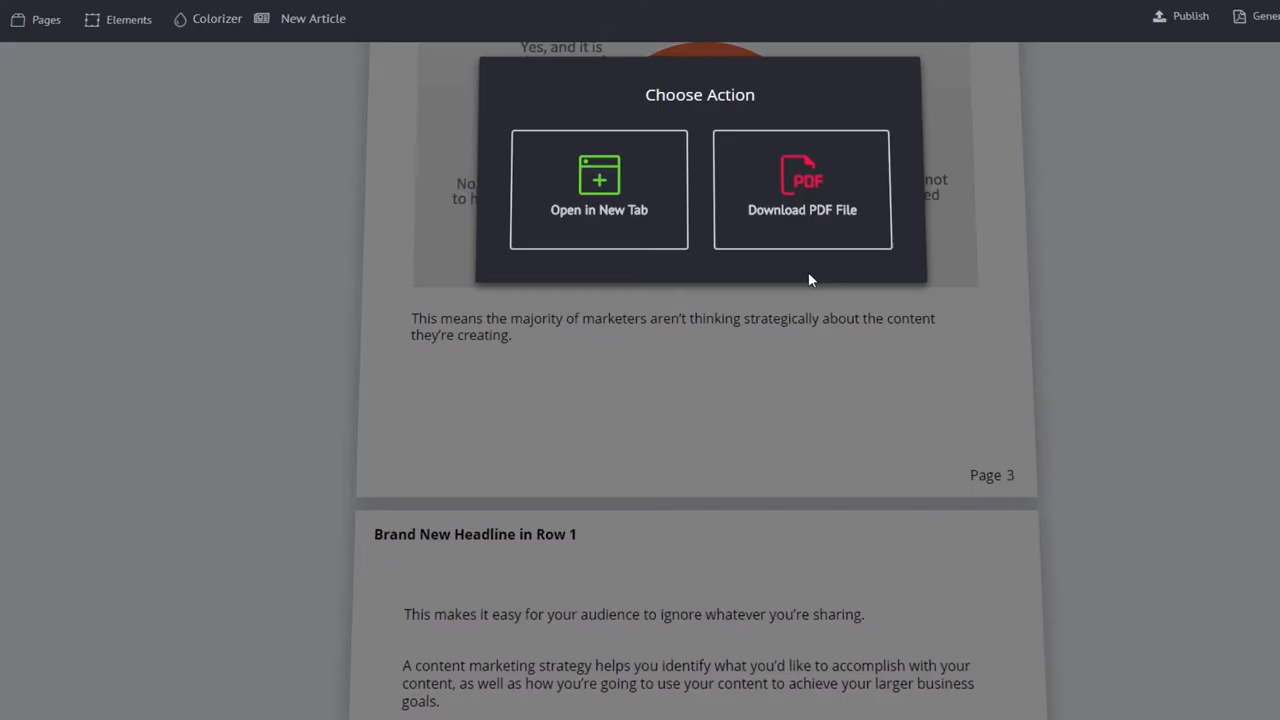 Pages Elements Colorizer New Article Publish
Yes, and it is
Choose Action
Open in New Tab Download PDF File
No not
to ed
This means the majority of marketers aren't thinking strategically about the content
they're creating.
Page 3
Brand New Headline in Row 1
This makes it easy for your audience to ignore whatever you're sharing.
A content marketing strategy helps you identify what you'd like to accomplish with your
content, as well as how you're going to use your content to achieve your larger business
goals.